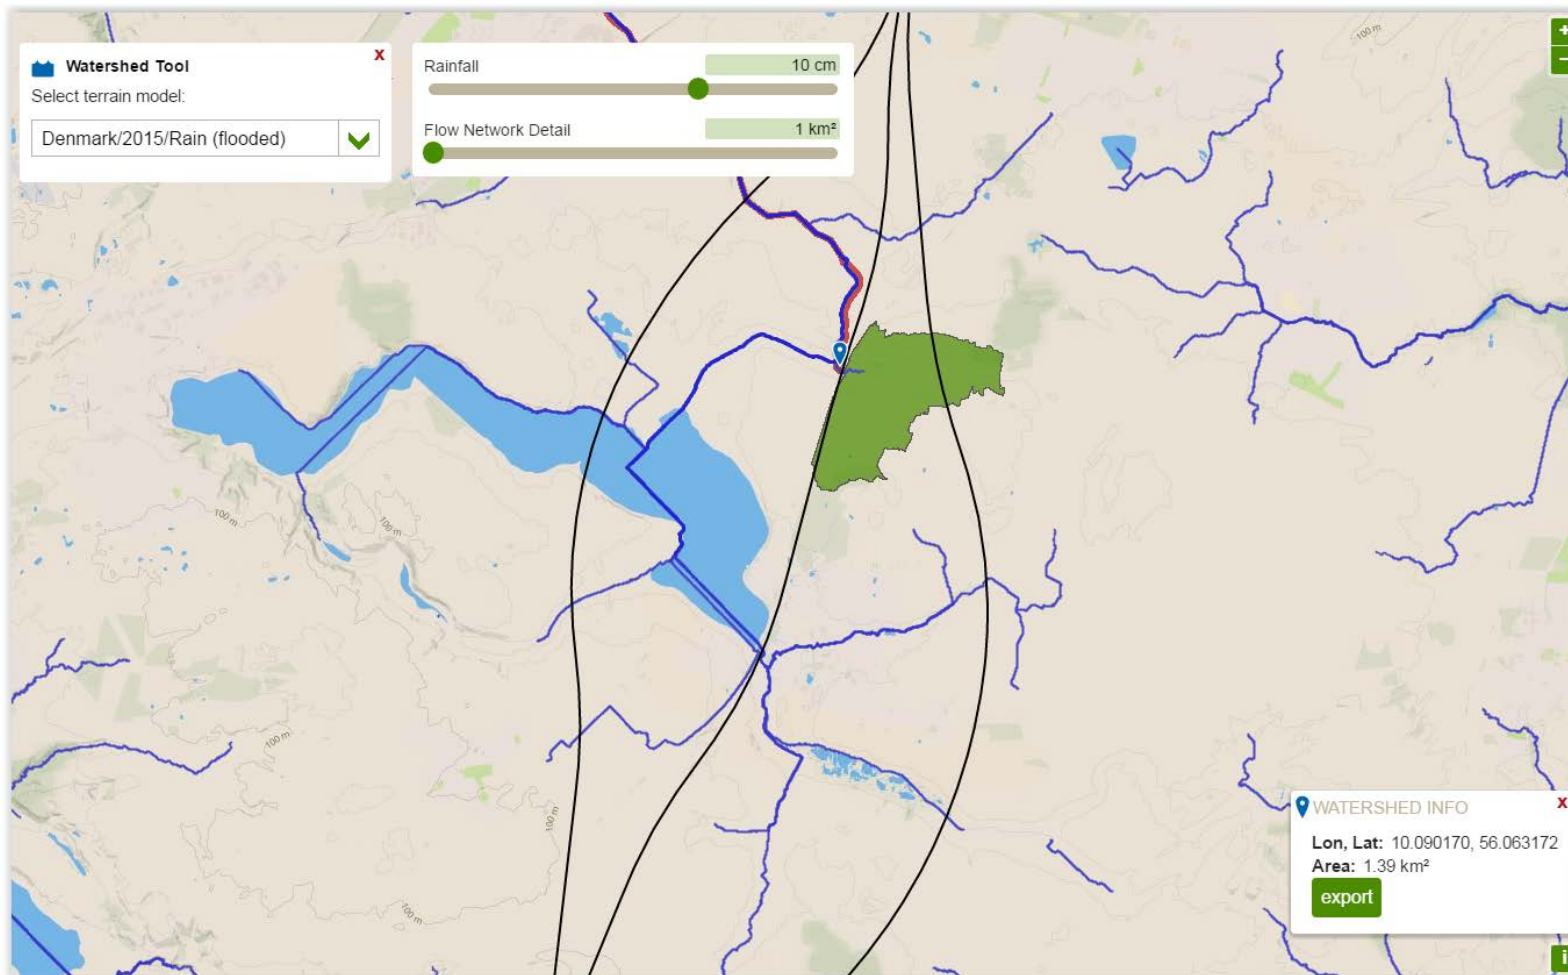 x
Watershed Tool
Select terrain model:
Denmark/2015/Rain (flooded)
Rainfall
10 cm
Flow Network Detail
1 km²
+
−
100 m
100 m
100 m
100 m
100 m
100 m
x
WATERSHED INFO
Lon, Lat: 10.090170, 56.063172
Area: 1.39 km²
export
i